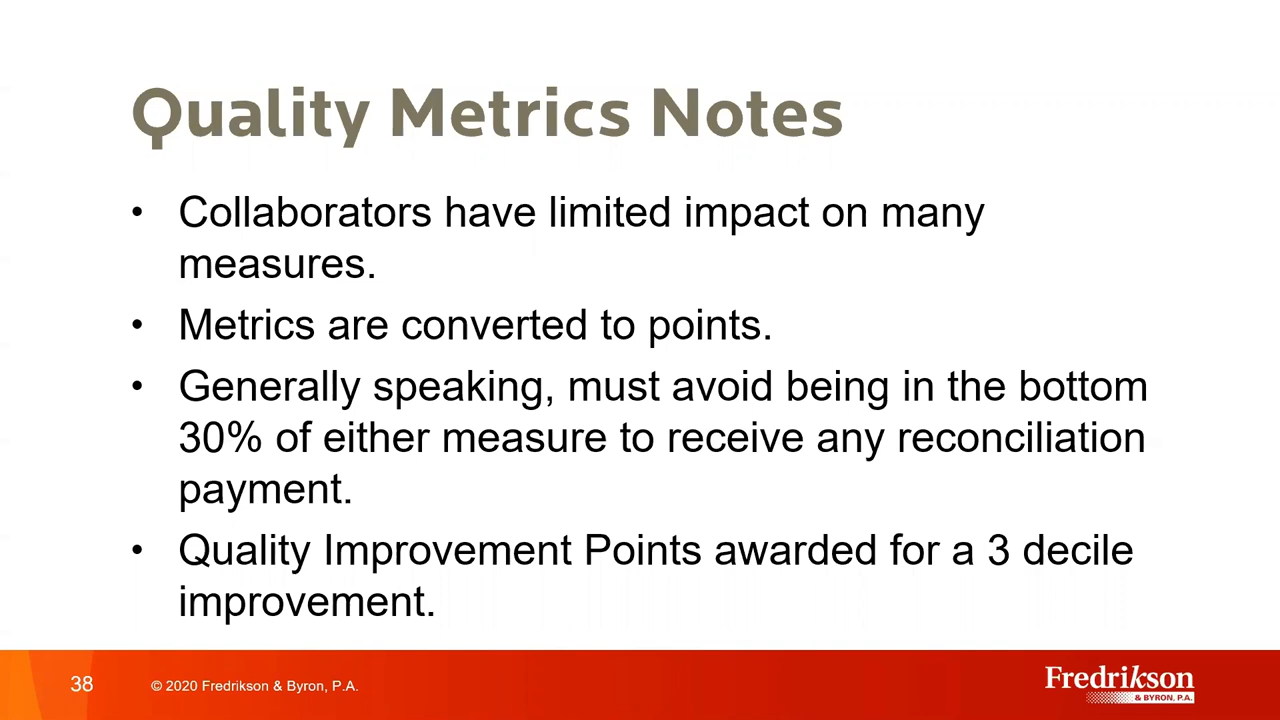 Quality Metrics Notes
• Collaborators have limited impact on many
measures.
• Metrics are converted to points.
• Generally speaking, must avoid being in the bottom
30% of either measure to receive any reconciliation
payment.
• Quality Improvement Points awarded for a 3 decile
improvement.
38
© 2020 Fredrikson & Byron, P.A.
Fredrikson
& BYRON, P.A.